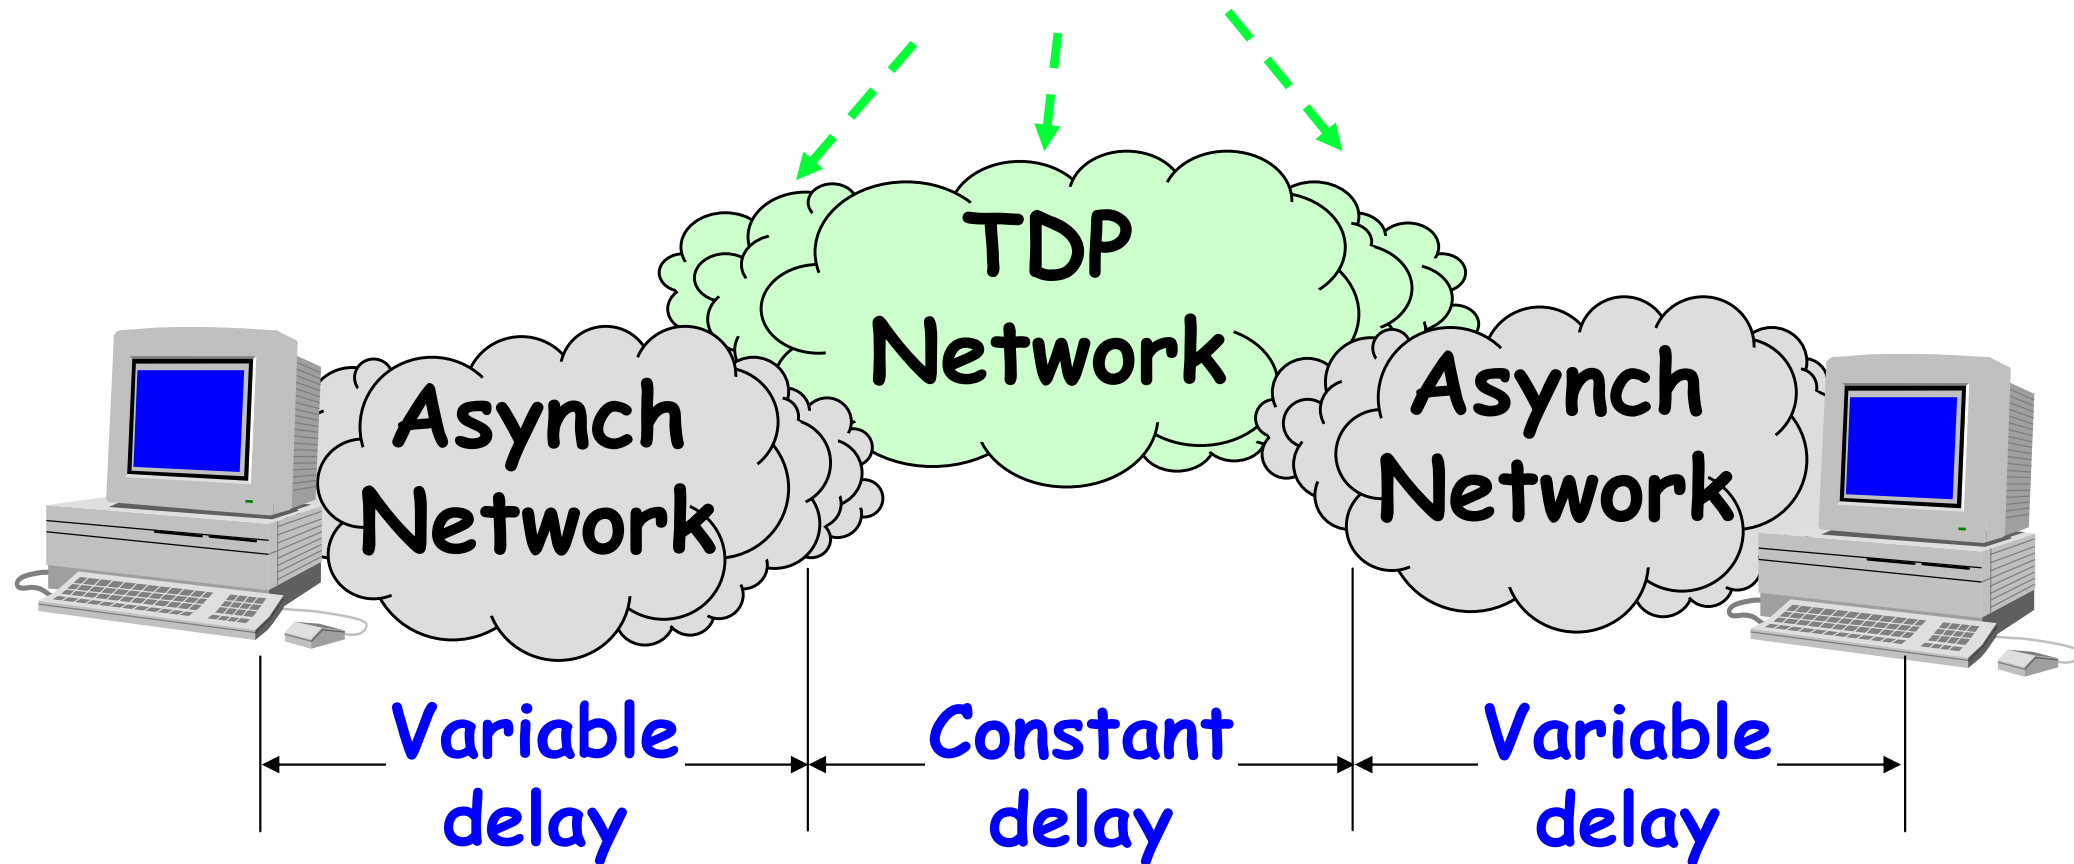 TDP
Network
Asynch
Network
Asynch
Network
Variable
delay
Constant
delay
Variable
delay